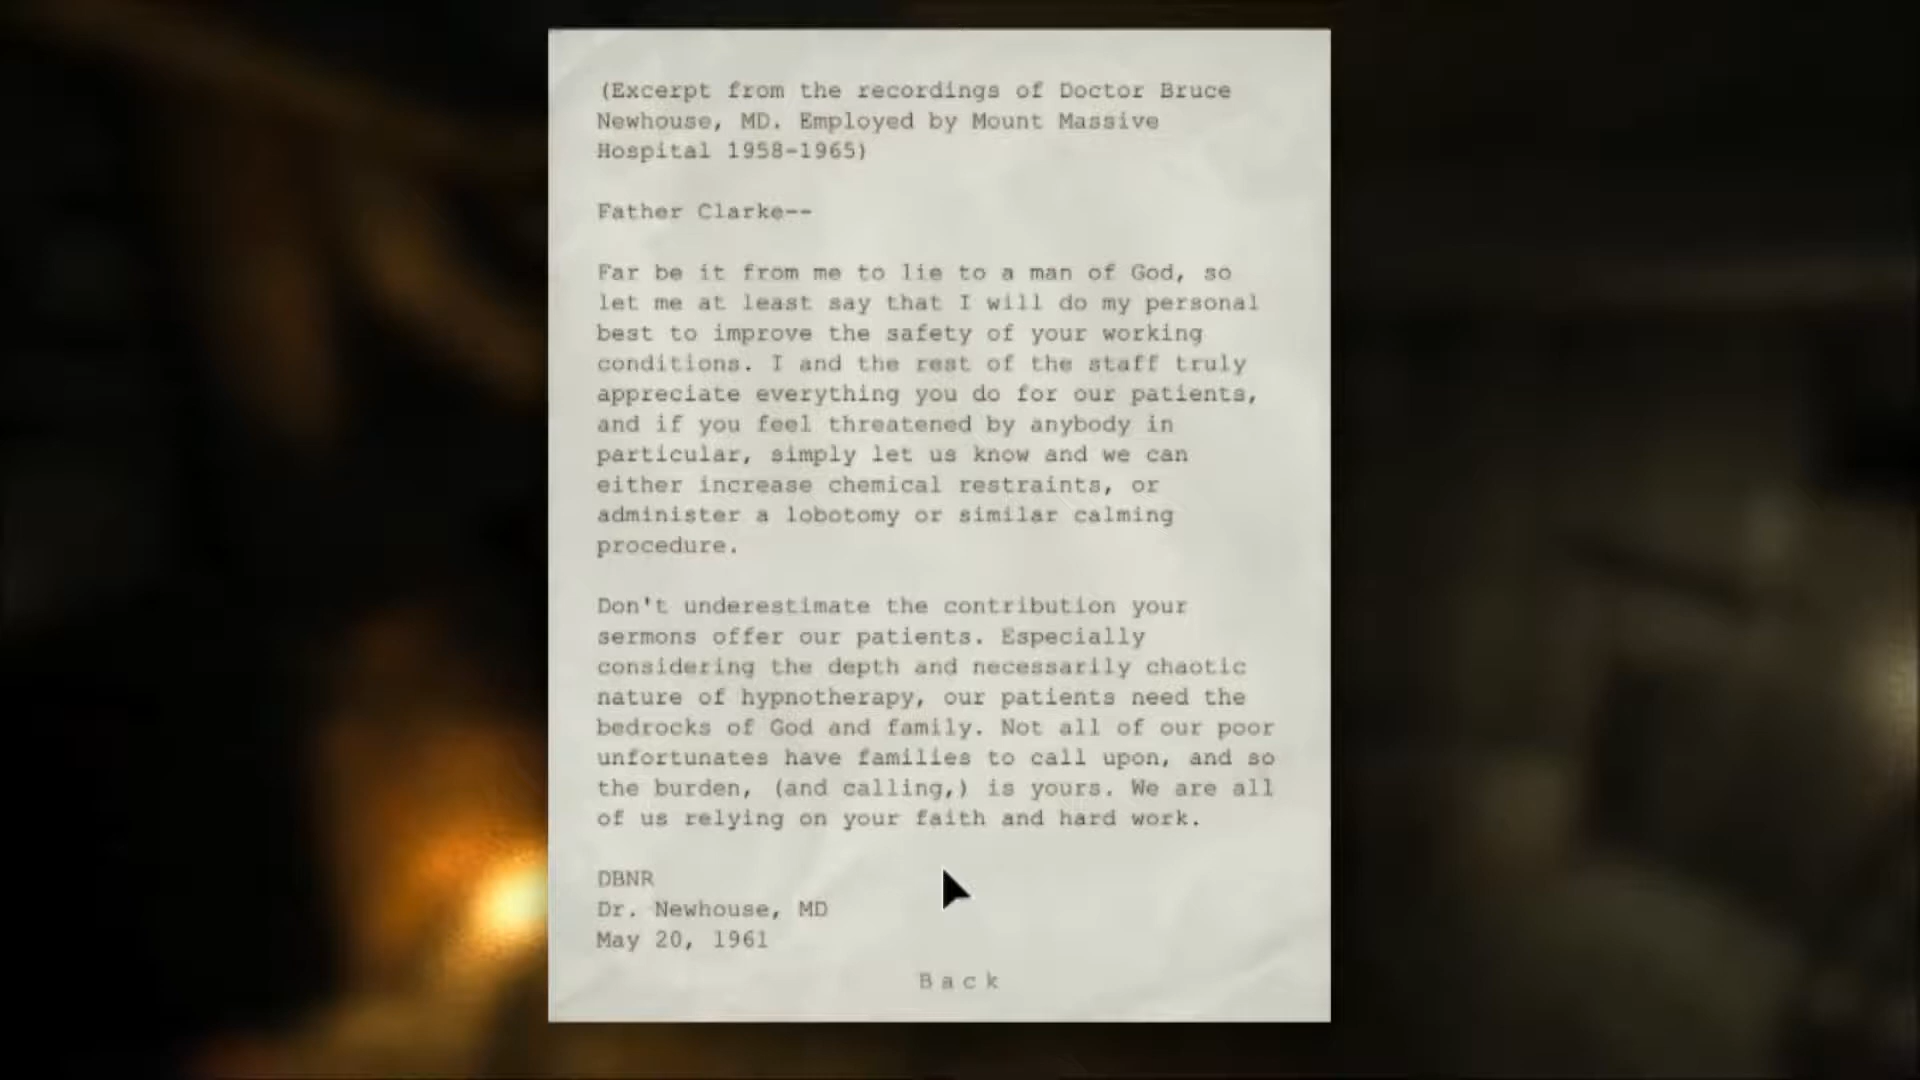 (Excerpt from the recordings of Doctor Bruce
Newhouse, MD. Employed by Mount Massive
Hospital 1958-1965)
Father Clarke--
Far be it from me to lie to a man of God, so
let me at least say that I will do my personal
best to improve the safety of your working
conditions. I and the rest of the staff truly
appreciate everything you do for our patients,
and if you feel threatened by anybody in
particular, simply let us know and we can
either increase chemical restraints, or
administer a lobotomy or similar calming
procedure.
Don't underestimate the contribution your
sermons offer our patients. Especially
considering the depth and necessarily chaotic
nature of hypnotherapy, our patients need the
bedrocks of God and family. Not all of our poor
unfortunates have families to call upon, and so
the burden, (and calling,) is yours. We are all
of us relying on your faith and hard work.
DBNR
Dr. Newhouse, MD
May 20, 1961
Back